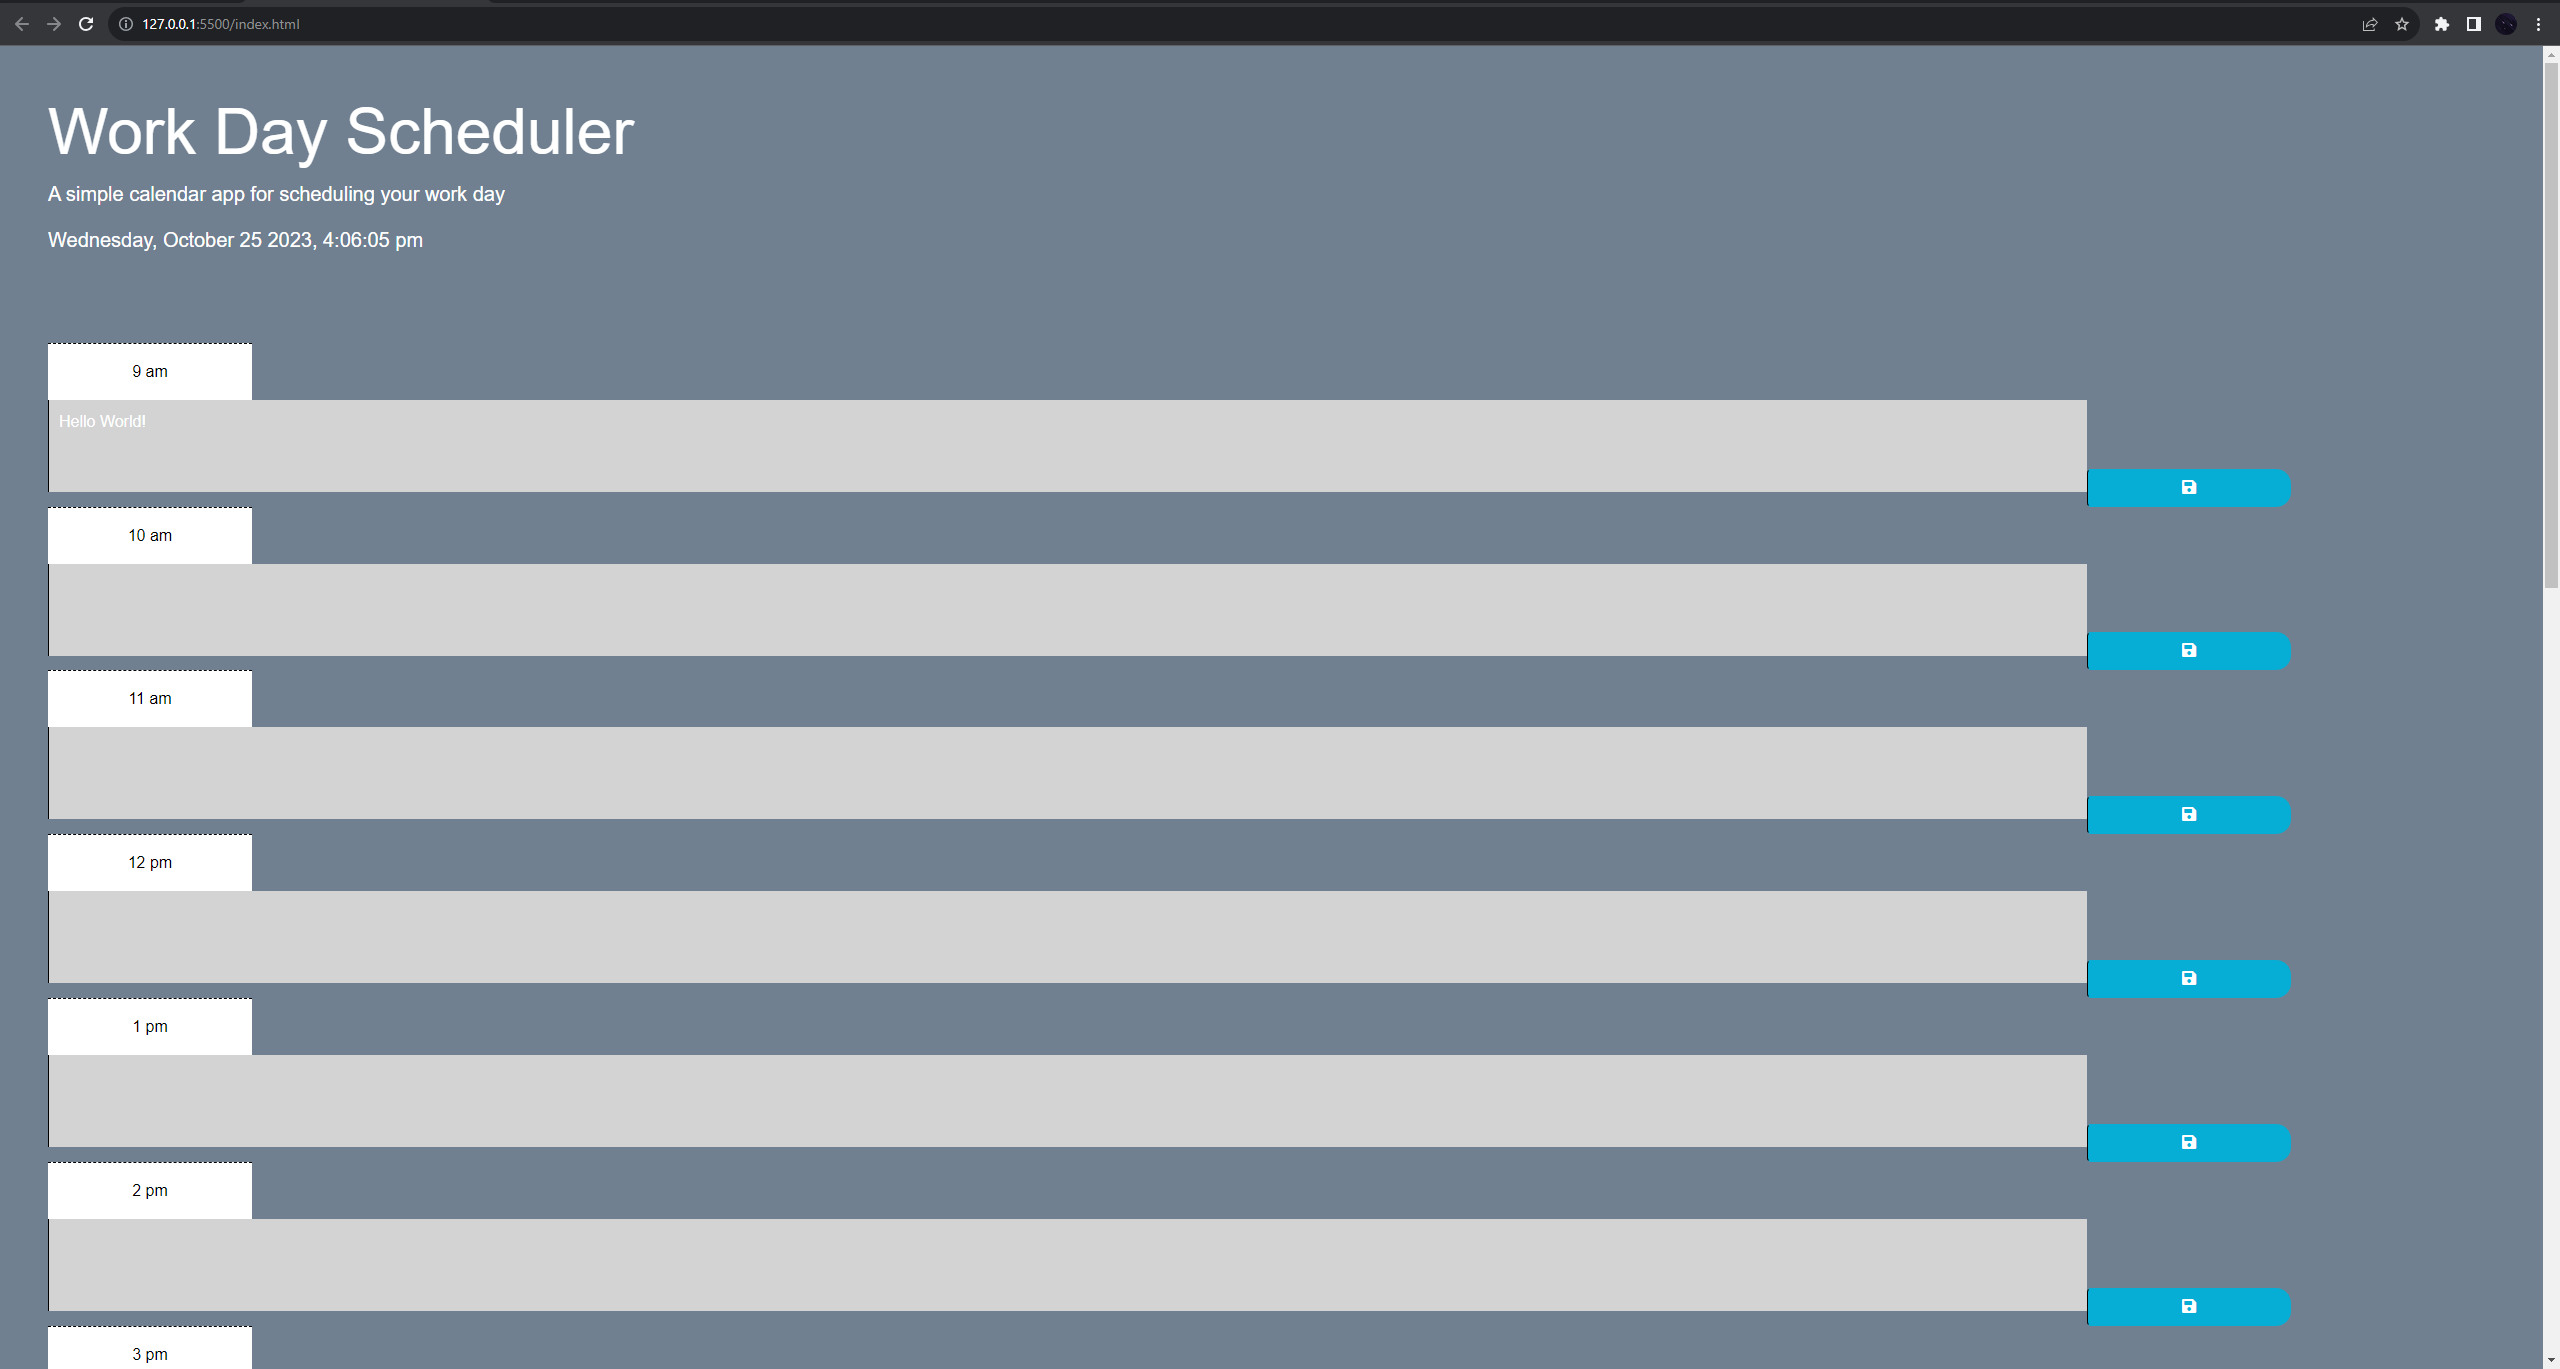 127.0.0.1:5500/index.html
Work Day Scheduler
A simple calendar app for scheduling your work day
Wednesday, October 25 2023, 4:06:05 pm
9 am
Hello World!
10 am
11 am
12 pm
1 pm
2 pm
3 pm